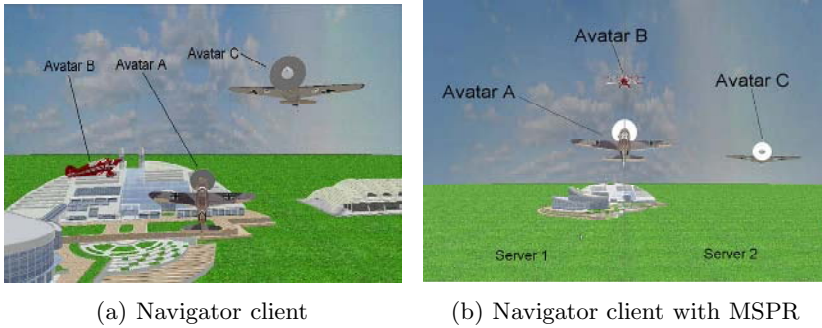 Avatar B
Avatar A
Avatar C
Avatar B
Avatar A
Avatar C
Server 1
Server 2
(a) Navigator client
(b) Navigator client with MSPR